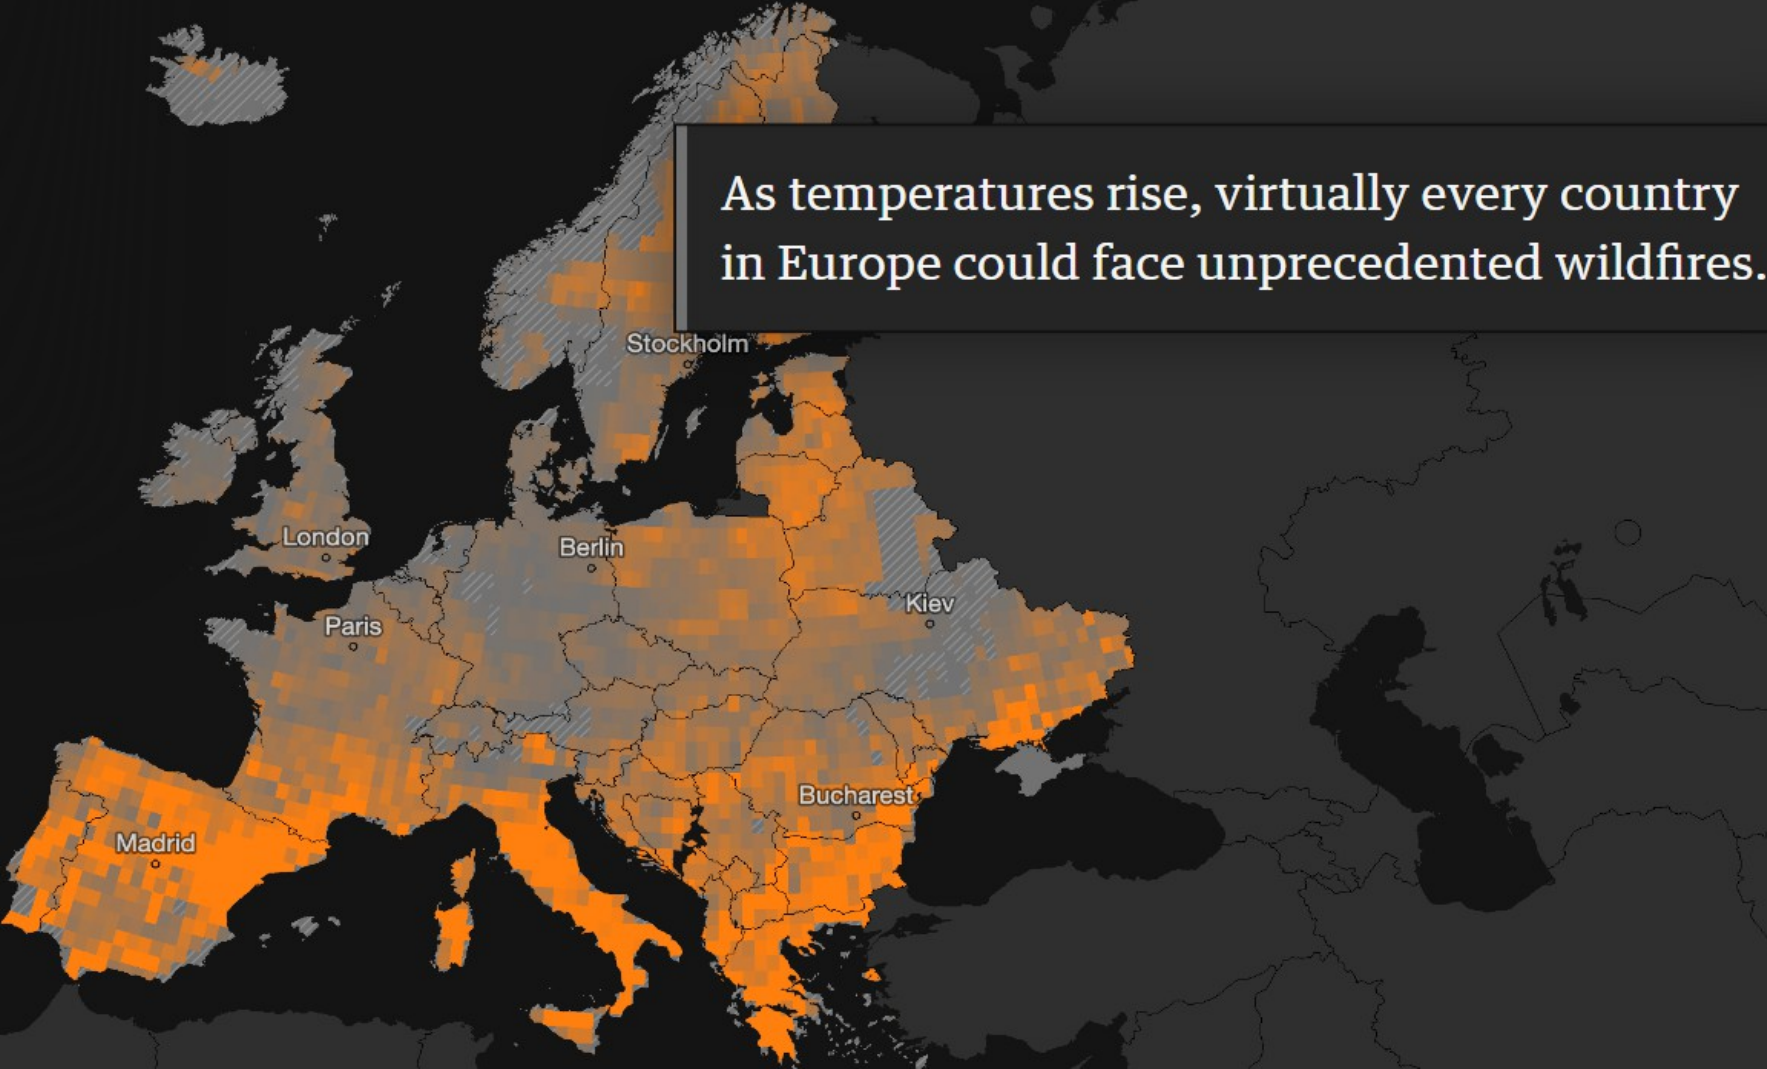 As temperatures rise, virtually every country
in Europe could face unprecedented wildfires.
Stockholm
London
Berlin
Kiev
Paris
Bucharest
Madrid